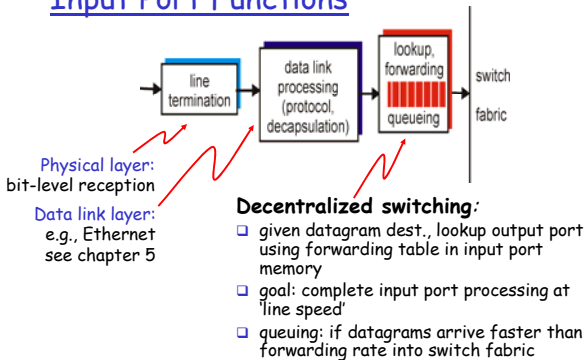 Input Port Functions
line
termination
data link
processing
(protocol,
decapsulation)
lookup,
forwarding
queueing
switch
fabric
Physical layer:
bit-level reception
Data link layer:
e.g., Ethernet
see chapter 5
Decentralized switching:
given datagram dest., lookup output port
using forwarding table in input port
memory
goal: complete input port processing at
‘line speed’
queuing: if datagrams arrive faster than
forwarding rate into switch fabric